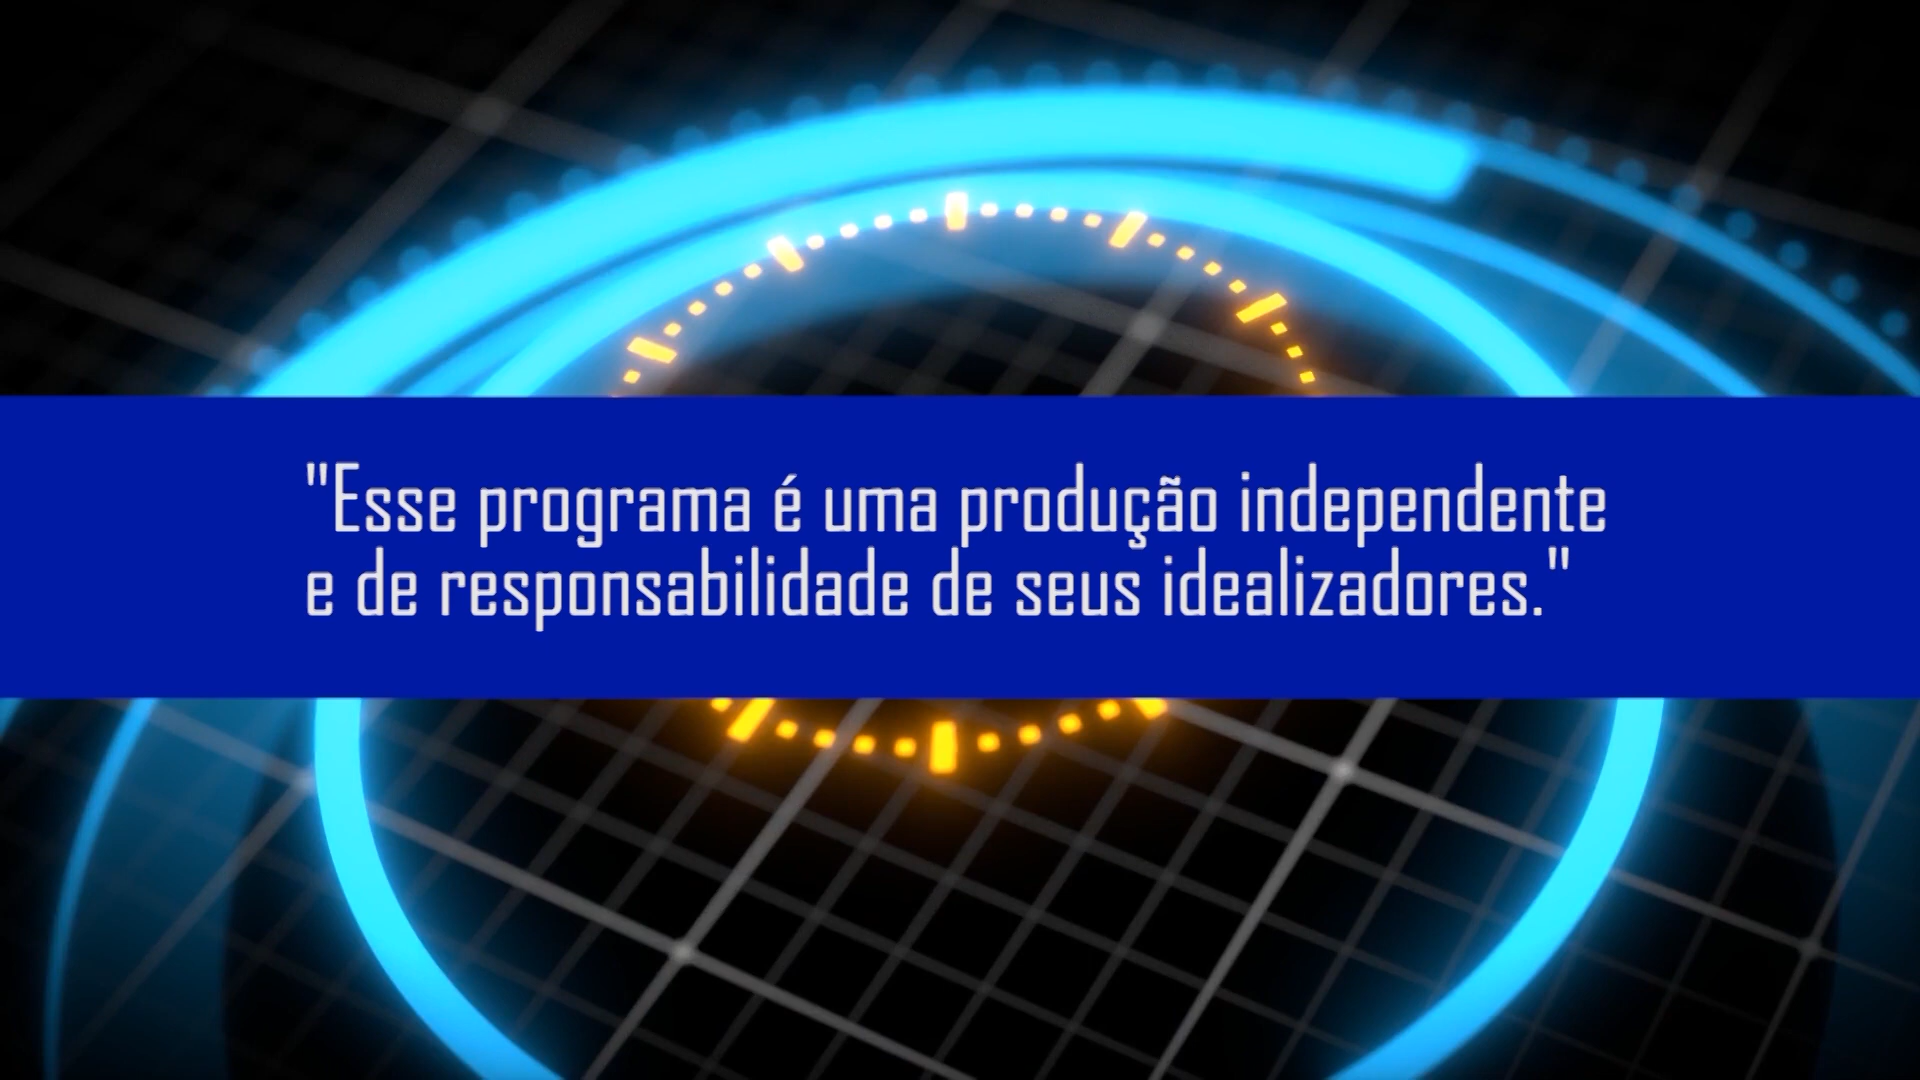 "Esse programa é uma produção independente
e de responsabilidade de seus idealizadores."